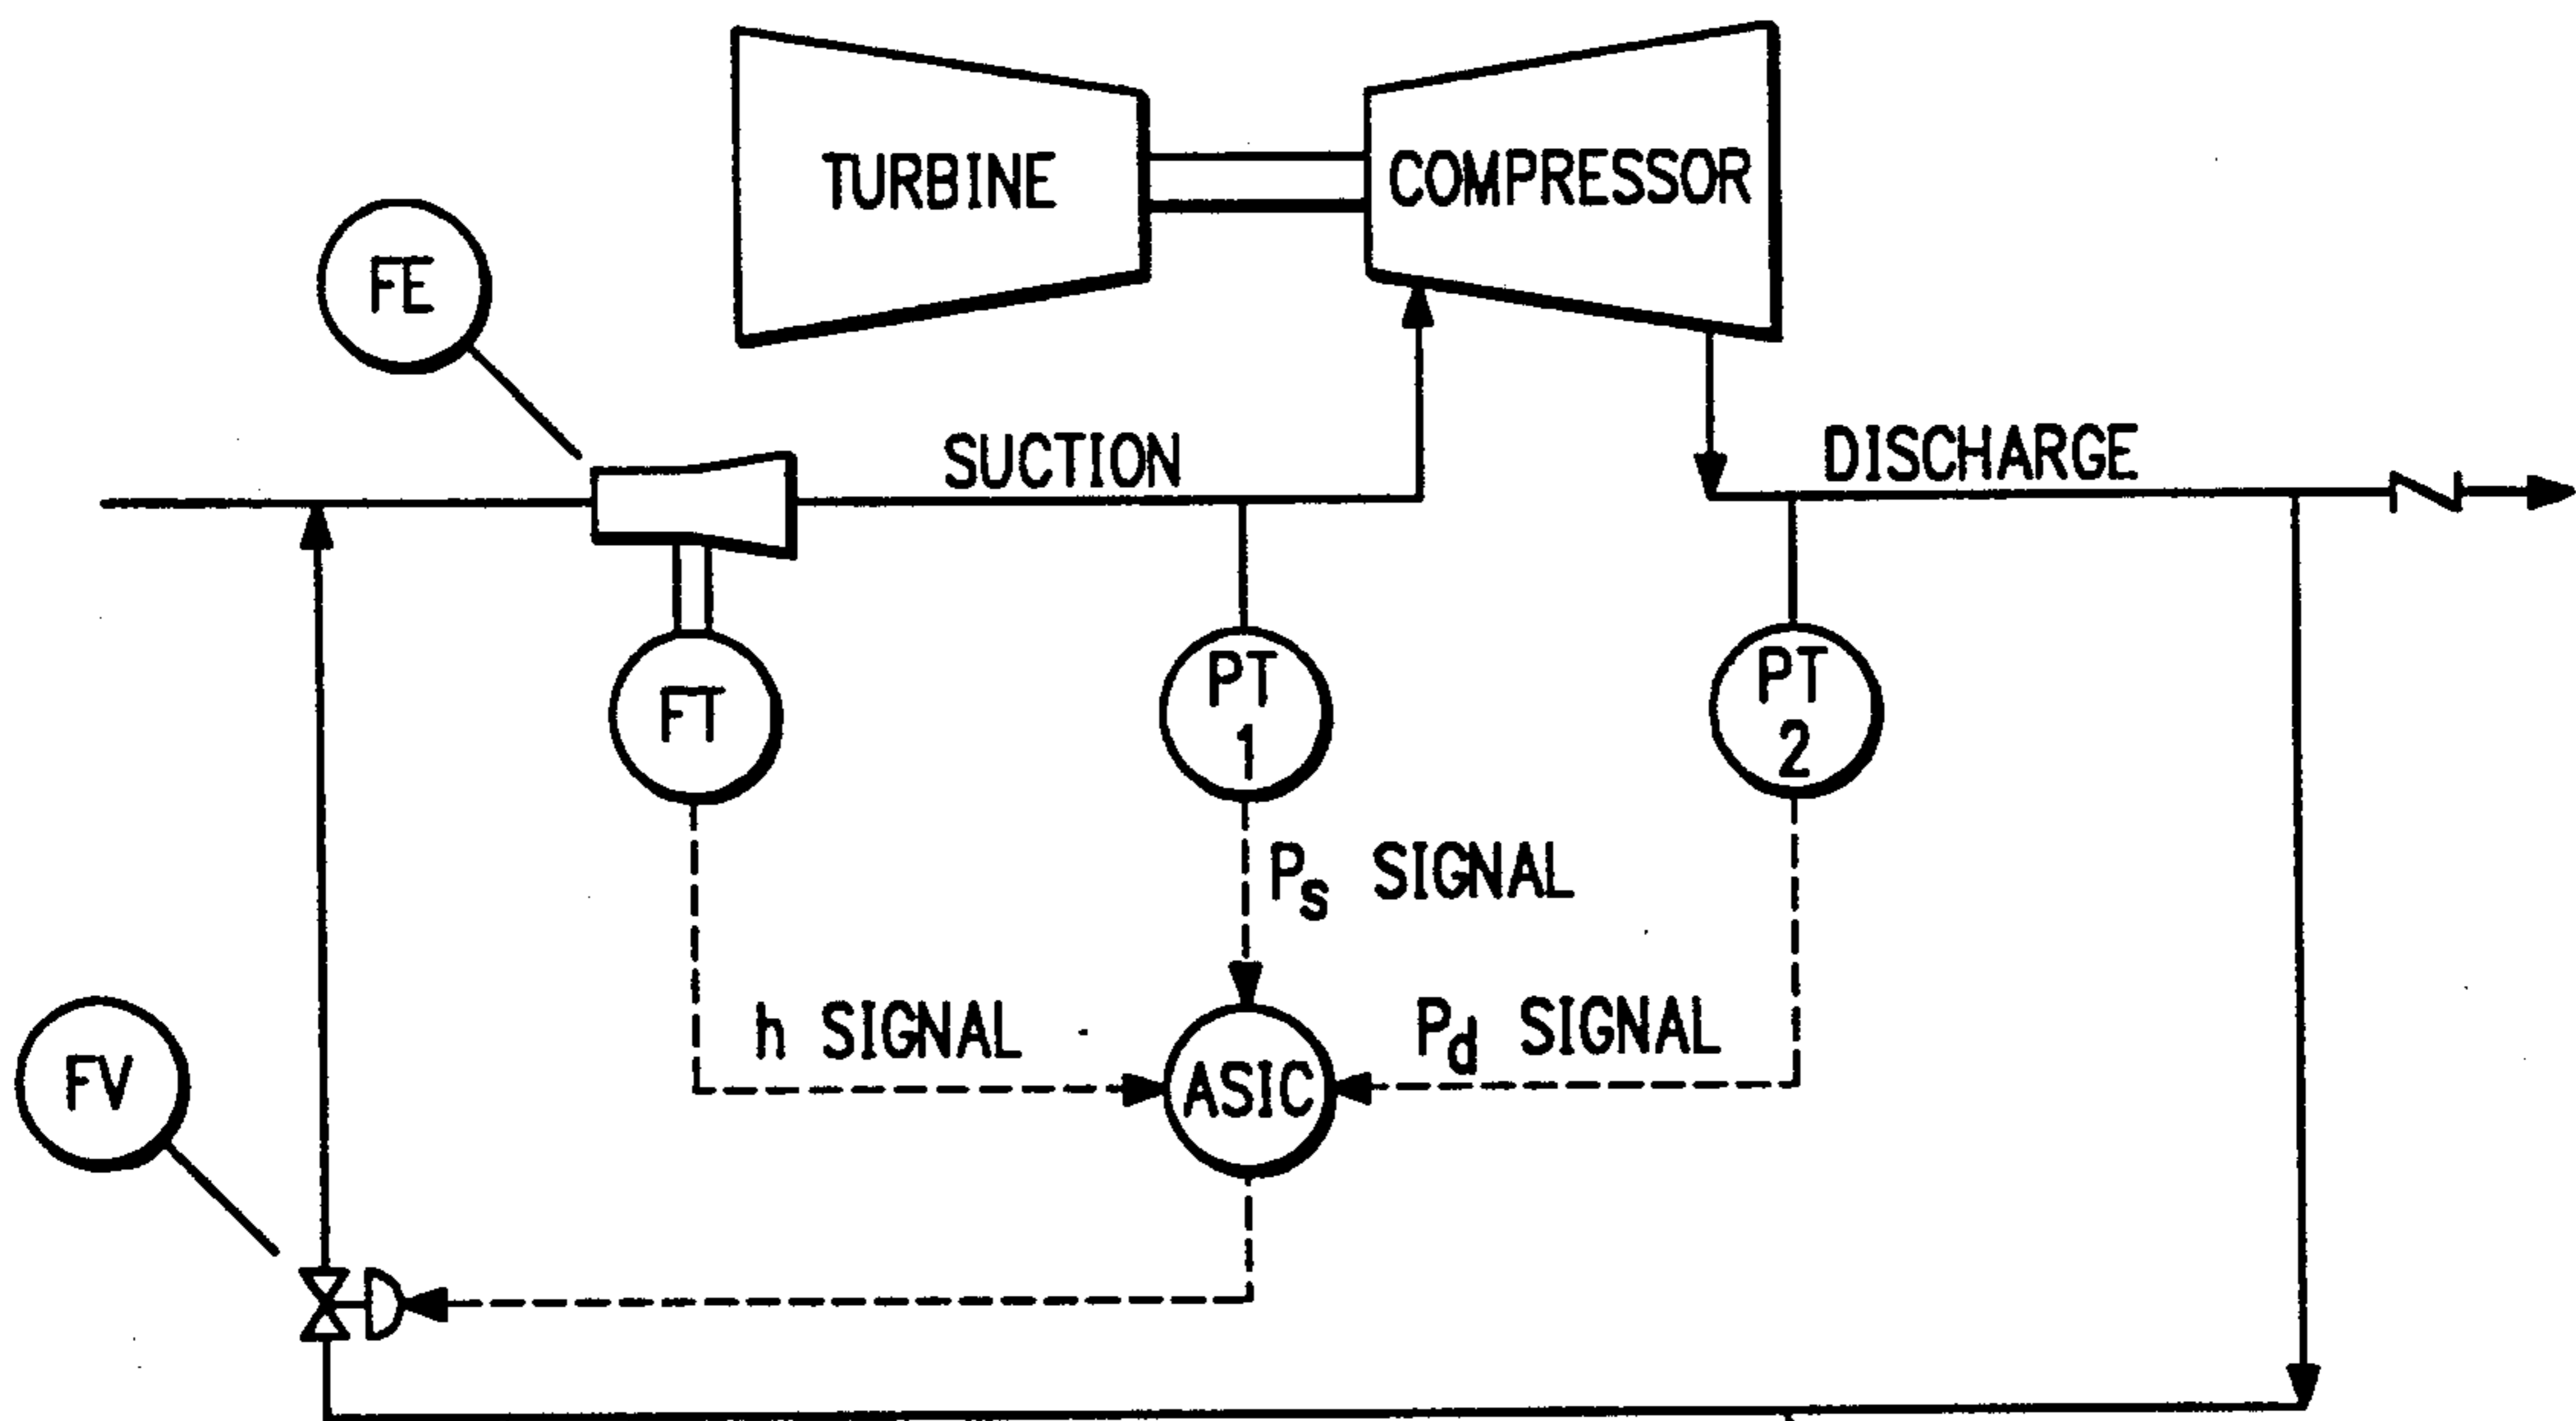 TURBINE
COMPRESSOR
FE
SUCTION
DISCHARGE
FT
PT
1
PT
2
Ps SIGNAL
h SIGNAL
Pd SIGNAL
FV
ASIC